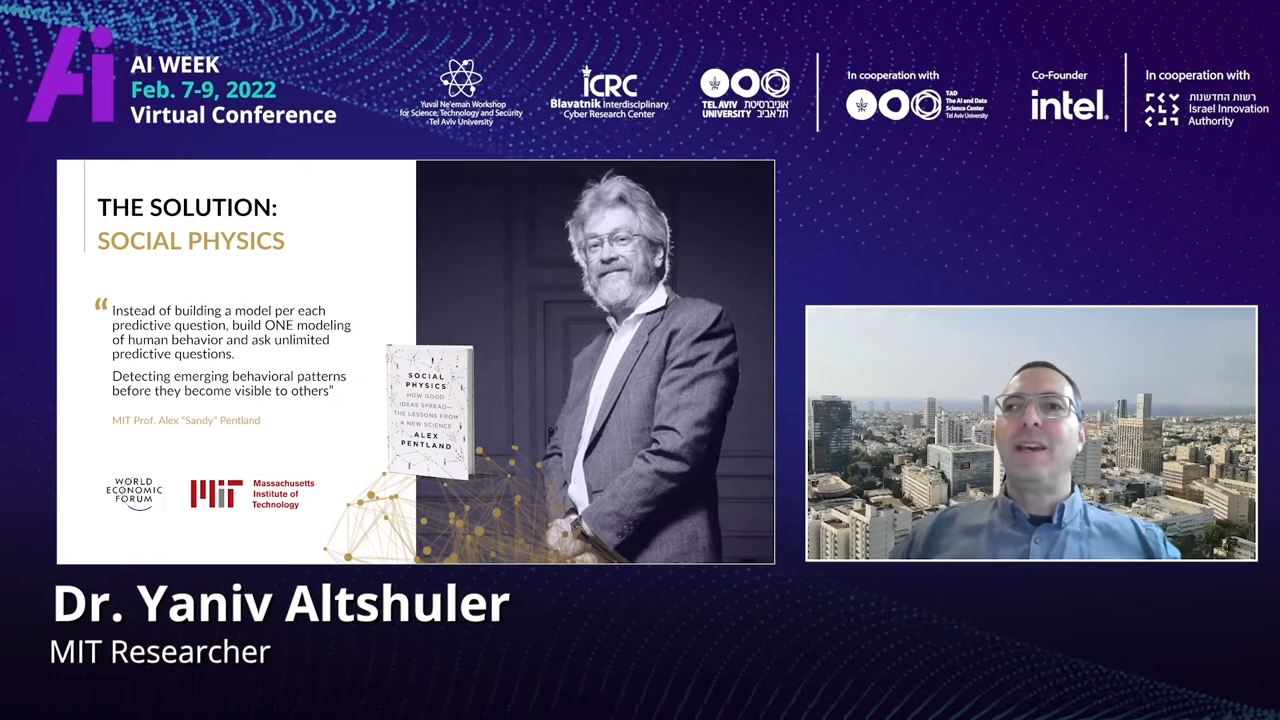 Ai
AI WEEK
Feb. 7-9, 2022
Virtual Conference
Yuval Ne'eman Workshop
for Science, Technology and Security
Tel Aviv University
iCRC
Blavatnik Interdisciplinary
Cyber Research Center
TEL AVIV אוניברסיטת
UNIVERSITY תל אביב
In cooperation with
TAD
The AI and Data
Science Center
Tel Aviv University
Co-Founder
intel.
In cooperation with
רשות החדשנות
Israel Innovation
Authority
THE SOLUTION:
SOCIAL PHYSICS
“ Instead of building a model per each
predictive question, build ONE modeling
of human behavior and ask unlimited
predictive questions.
Detecting emerging behavioral patterns
before they become visible to others”
MIT Prof. Alex “Sandy” Pentland
WORLD
ECONOMIC
FORUM
MIT
Massachusetts
Institute of
Technology
SOCIAL
PHYSICS
HOW GOOD
IDEAS SPREAD—
THE LESSONS FROM
A NEW SCIENCE
ALEX
PENTLAND
Dr. Yaniv Altshuler
MIT Researcher